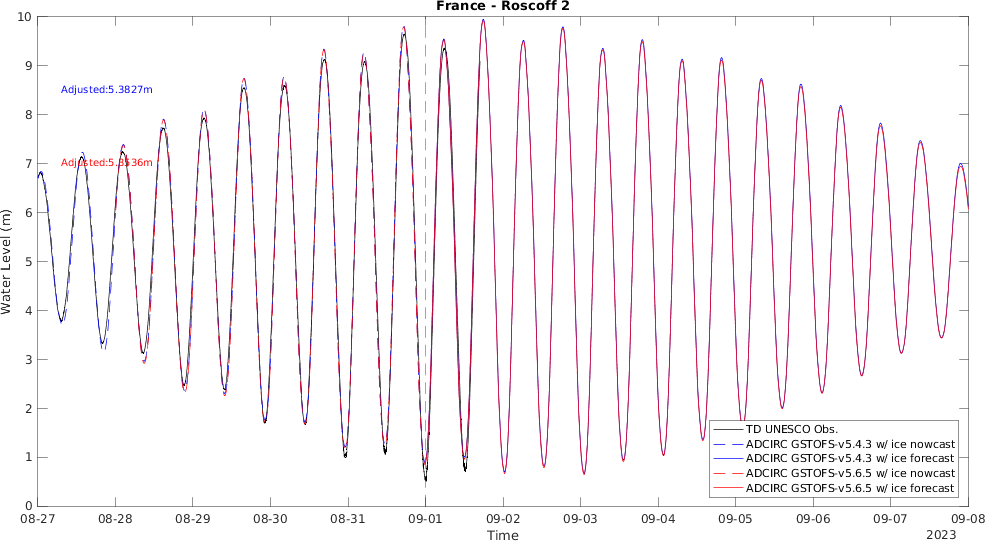 France - Roscoff 2
10
9
8
7
6
5
4
3
2
1
0
Water Level (m)
Adjusted:5.3827m
Adjusted:5.3536m
TD UNESCO Obs.
ADCIRC GSTOFS-v5.4.3 w/ ice nowcast
ADCIRC GSTOFS-v5.4.3 w/ ice forecast
ADCIRC GSTOFS-v5.6.5 w/ ice nowcast
ADCIRC GSTOFS-v5.6.5 w/ ice forecast
08-27 08-28 08-29 08-30 08-31 09-01 09-02 09-03 09-04 09-05 09-06 09-07 09-08
Time
2023